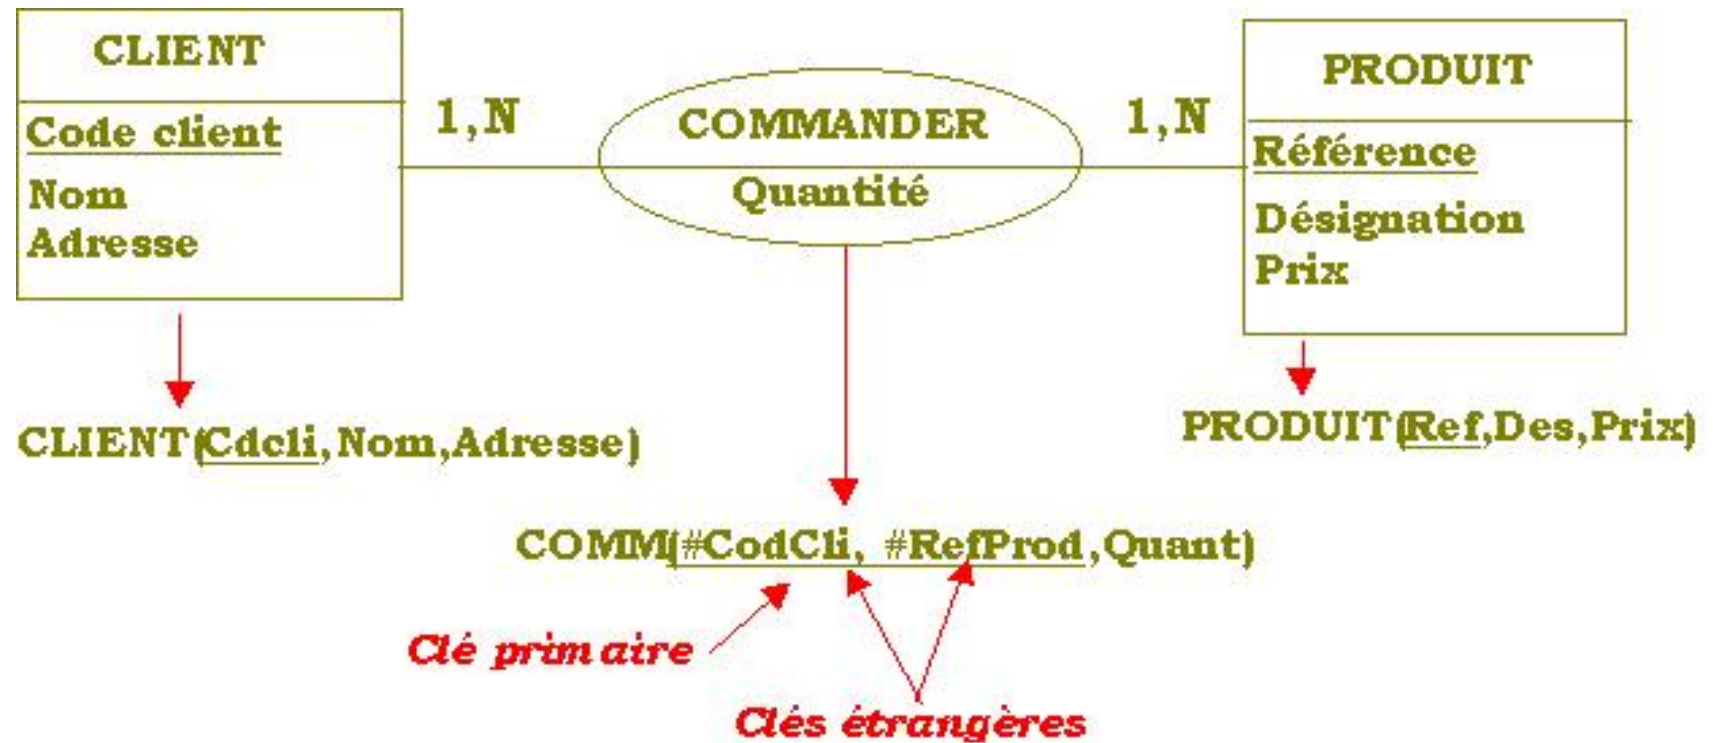 CLIENT
Code client
Nom
Adresse
1,N
COMMANDER
Quantité
1,N
PRODUIT
Référence
Désignation
Prix
CLIENT(Cdcli,Nom,Adresse)
PRODUIT(Ref,Des,Prix)
COMM(#CodCli, #RefProd,Quant)
Clé primaire
Clés étrangères